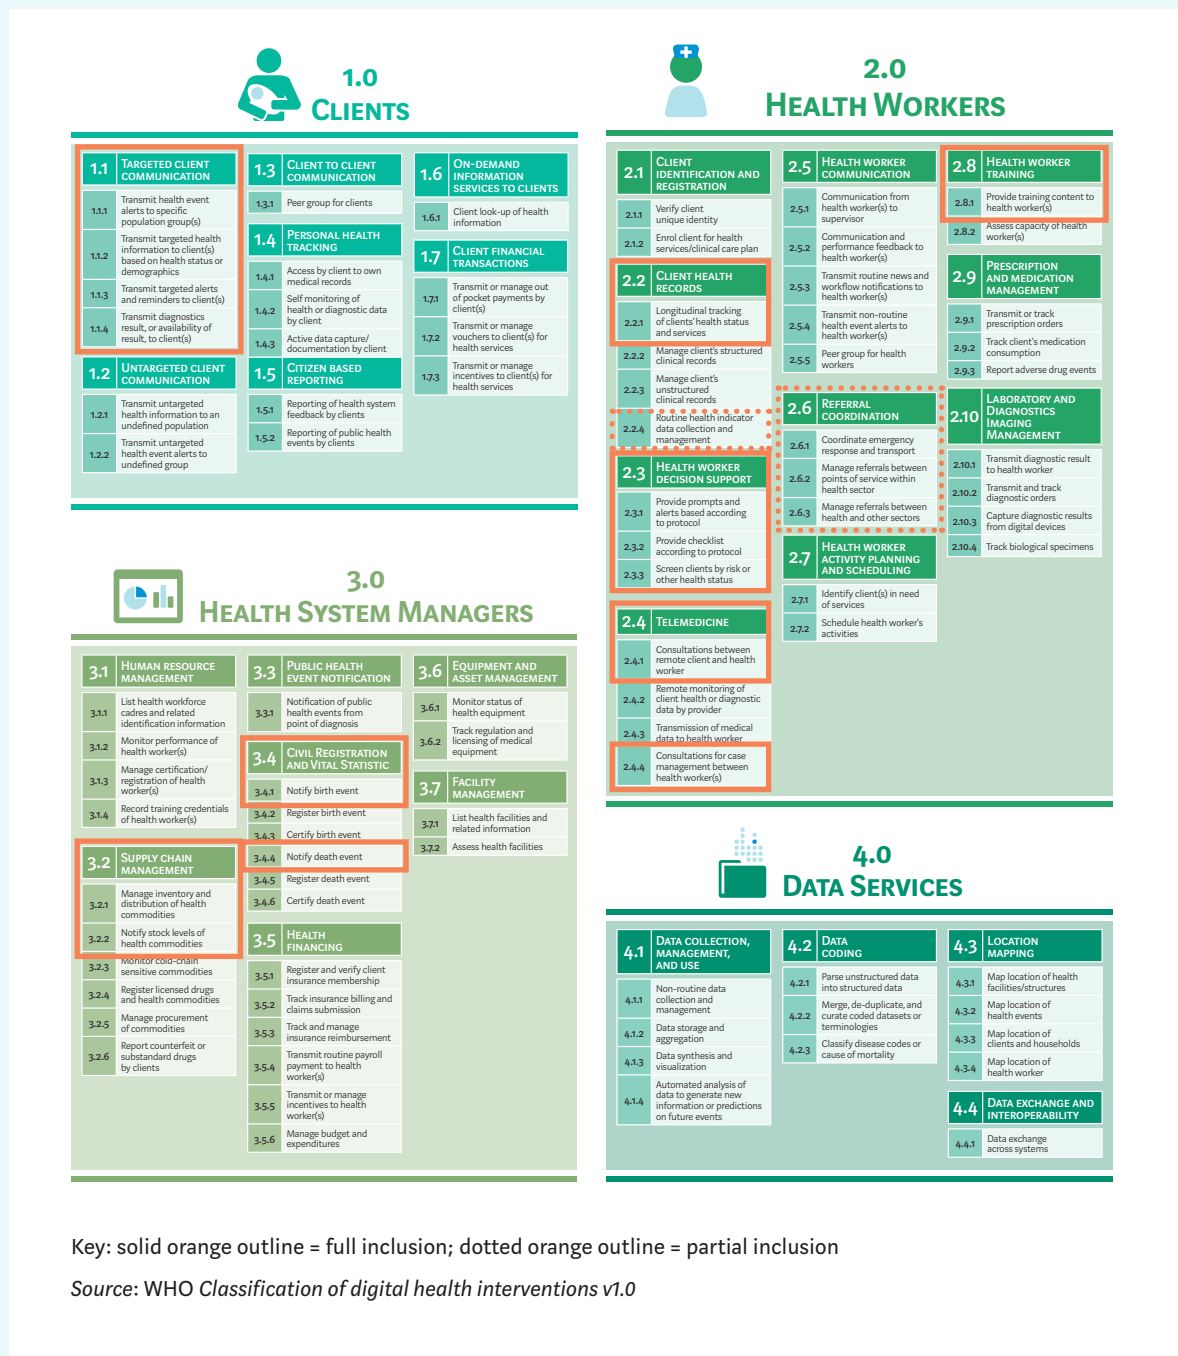 1.0
CLIENTS
1.1 TARGETED CLIENT
COMMUNICATION
1.1.1 Transmit health event
alerts to specific
population group(s)
1.1.2 Transmit targeted health
information to client(s)
based on health status or
demographics
1.1.3 Transmit targeted alerts
and reminders to client(s)
1.1.4 Transmit diagnostics
result, or availability of
result, to client(s)
1.2 UNTARGETED CLIENT
COMMUNICATION
1.2.1 Transmit untargeted
health information to an
undefined population
1.2.2 Transmit untargeted
health event alerts to
undefined group
1.3 CLIENT TO CLIENT
COMMUNICATION
1.3.1 Peer group for clients
1.4 PERSONAL HEALTH
TRACKING
1.4.1 Access by client to own
medical records
1.4.2 Self monitoring of
health or diagnostic data
by client
1.4.3 Active data capture/
documentation by client
1.5 CITIZEN BASED
REPORTING
1.5.1 Reporting of health system
feedback by clients
1.5.2 Reporting of public health
events by clients
1.6 ON-DEMAND
INFORMATION
SERVICES TO CLIENTS
1.6.1 Client look-up of health
information
1.7 CLIENT FINANCIAL
TRANSACTIONS
1.7.1 Transmit or manage out
of pocket payments by
client(s)
1.7.2 Transmit or manage
vouchers to client(s) for
health services
1.7.3 Transmit or manage
incentives to client(s) for
health services
2.0
HEALTH WORKERS
2.1 CLIENT
IDENTIFICATION AND
REGISTRATION
2.1.1 Verify client
unique identity
2.1.2 Enrol client for health
services/clinical care plan
2.2 CLIENT HEALTH
RECORDS
2.2.1 Longitudinal tracking
of clients' health status
and services
2.2.2 Manage client's structured
clinical records
2.2.3 Manage client's
unstructured
clinical records
2.2.4 Routine health indicator
data collection and
management
2.3 HEALTH WORKER
DECISION SUPPORT
2.3.1 Provide prompts and
alerts based according
to protocol
2.3.2 Provide checklist
according to protocol
2.3.3 Screen clients by risk or
other health status
2.4 TELEMEDICINE
2.4.1 Consultations between
remote client and health
worker
2.4.2 Remote monitoring of
client health or diagnostic
data by provider
2.4.3 Transmission of medical
data to health worker
2.4.4 Consultations for case
management between
health worker(s)
2.5 HEALTH WORKER
COMMUNICATION
2.5.1 Communication from
health worker(s) to
supervisor
2.5.2 Communication and
performance feedback to
health worker(s)
2.5.3 Transmit routine news and
workflow notifications to
health worker(s)
2.5.4 Transmit non-routine
health event alerts to
health worker(s)
2.5.5 Peer group for health
workers
2.6 REFERRAL
COORDINATION
2.6.1 Coordinate emergency
response and transport
2.6.2 Manage referrals between
points of service within
health sector
2.6.3 Manage referrals between
health and other sectors
2.7 HEALTH WORKER
ACTIVITY PLANNING
AND SCHEDULING
2.7.1 Identify client(s) in need
of services
2.7.2 Schedule health worker's
activities
2.8 HEALTH WORKER
TRAINING
2.8.1 Provide training content to
health worker(s)
2.8.2 Assess capacity of health
worker(s)
2.9 PRESCRIPTION
AND MEDICATION
MANAGEMENT
2.9.1 Transmit or track
prescription orders
2.9.2 Track client's medication
consumption
2.9.3 Report adverse drug events
2.10 LABORATORY AND
DIAGNOSTICS
IMAGING
MANAGEMENT
2.10.1 Transmit diagnostic result
to health worker
2.10.2 Transmit and track
diagnostic orders
2.10.3 Capture diagnostic results
from digital devices
2.10.4 Track biological specimens
3.0
HEALTH SYSTEM MANAGERS
3.1 HUMAN RESOURCE
MANAGEMENT
3.1.1 List health workforce
cadres and related
identification information
3.1.2 Monitor performance of
health worker(s)
3.1.3 Manage certification/
registration of health
worker(s)
3.1.4 Record training credentials
of health worker(s)
3.2 SUPPLY CHAIN
MANAGEMENT
3.2.1 Manage inventory and
distribution of health
commodities
3.2.2 Notify stock levels of
health commodities
3.2.3 Monitor cold-chain
sensitive commodities
3.2.4 Register licensed drugs
and health commodities
3.2.5 Manage procurement
of commodities
3.2.6 Report counterfeit or
substandard drugs
by clients
3.3 PUBLIC HEALTH
EVENT NOTIFICATION
3.3.1 Notification of public
health events from
point of diagnosis
3.4 CIVIL REGISTRATION
AND VITAL STATISTIC
3.4.1 Notify birth event
3.4.2 Register birth event
3.4.3 Certify birth event
3.4.4 Notify death event
3.4.5 Register death event
3.4.6 Certify death event
3.5 HEALTH
FINANCING
3.5.1 Register and verify client
insurance membership
3.5.2 Track insurance billing and
claims submission
3.5.3 Track and manage
insurance reimbursement
3.5.4 Transmit routine payroll
payment to health
worker(s)
3.5.5 Transmit or manage
incentives to health
worker(s)
3.5.6 Manage budget and
expenditures
3.6 EQUIPMENT AND
ASSET MANAGEMENT
3.6.1 Monitor status of
health equipment
3.6.2 Track regulation and
licensing of medical
equipment
3.7 FACILITY
MANAGEMENT
3.7.1 List health facilities and
related information
3.7.2 Assess health facilities
4.0
DATA SERVICES
4.1 DATA COLLECTION,
MANAGEMENT,
AND USE
4.1.1 Non-routine data
collection and
management
4.1.2 Data storage and
aggregation
4.1.3 Data synthesis and
visualization
4.1.4 Automated analysis of
data to generate new
information or predictions
on future events
4.2 DATA
CODING
4.2.1 Parse unstructured data
into structured data
4.2.2 Merge, de-duplicate, and
curate coded datasets or
terminologies
4.2.3 Classify disease codes or
cause of mortality
4.3 LOCATION
MAPPING
4.3.1 Map location of health
facilities/structures
4.3.2 Map location of
health events
4.3.3 Map location of
clients and households
4.3.4 Map location of
health worker
4.4 DATA EXCHANGE AND
INTEROPERABILITY
4.4.1 Data exchange
across systems
Key: solid orange outline = full inclusion; dotted orange outline = partial inclusion
Source: WHO Classification of digital health interventions v1.0